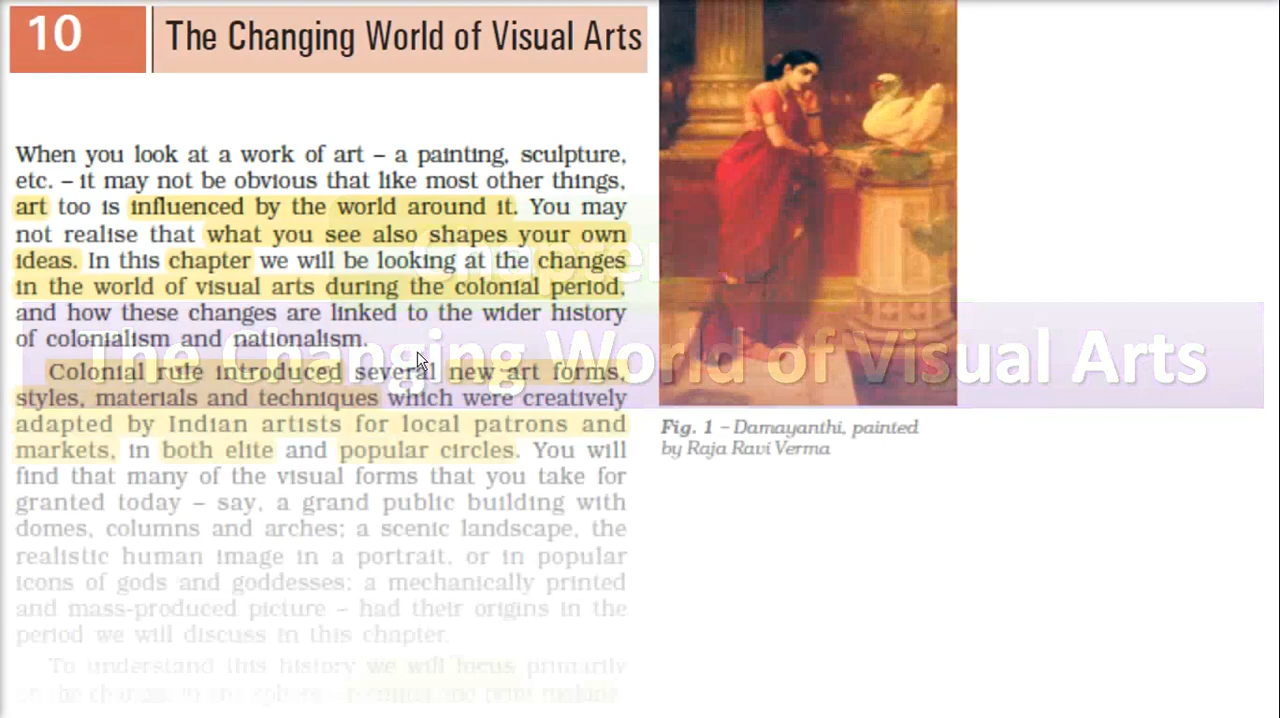 10
The Changing World of Visual Arts
When you look at a work of art – a painting, sculpture,
etc. – it may not be obvious that like most other things,
art too is influenced by the world around it. You may
not realise that what you see also shapes your own
ideas. In this chapter we will be looking at the changes
in the world of visual arts during the colonial period,
and how these changes are linked to the wider history
of colonialism and nationalism.
Colonial rule introduced several new art forms,
styles, materials and techniques which were creatively
adapted by Indian artists for local patrons and
markets, in both elite and popular circles. You will
find that many of the visual forms that you take for
granted today – say, a grand public building with
domes, columns and arches; a scenic landscape, the
realistic human image in a portrait, or in popular
icons of gods and goddesses; a mechanically printed
and mass-produced picture – had their origins in the
period we will discuss in this chapter.
To understand this history we will focus primarily
on the changes in
Chapter
The Changing World of Visual Arts
Fig. 1 – Damayanthi, painted
by Raja Ravi Verma